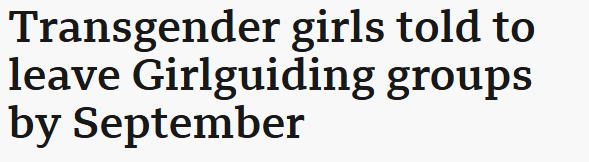 Transgender girls told to
leave Girlguiding groups
by September